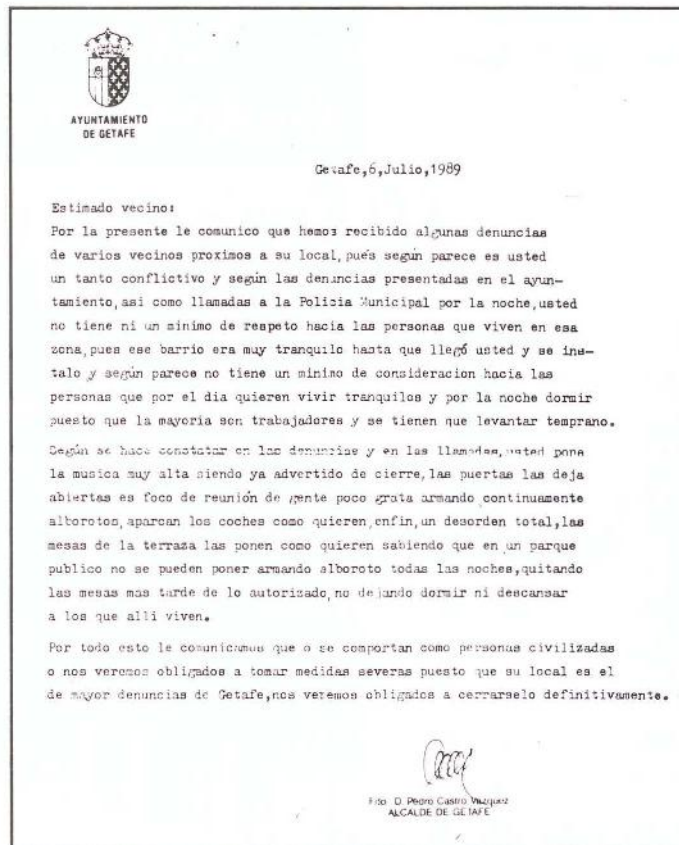 AYUNTAMIENTO
DE GETAFE
Getafe,6,Julio,1989
Estimado vecino:
Por la presente le comunico que hemos recibido algunas denuncias
de varios vecinos proximos a su local,pués según parece es usted
un tanto conflictivo y según las denuncias presentadas en el ayun-
tamiento,asi como llamadas a la Policia Municipal por la noche,usted
no tiene ni un minimo de respeto hacia las personas que viven en esa
zona,pues ese barrio era muy tranquilo hasta que llegó usted y se ins-
talo y según parece no tiene un minimo de consideracion hacia las
personas que por el dia quieren vivir tranquilos y por la noche dormir
puesto que la mayoria son trabajadores y se tienen que levantar temprano.
Según se hace constatar en las denuncias y en las llamadas,usted pone
la musica muy alta siendo ya advertido de cierre,las puertas las deja
abiertas es foco de reunión de gente poco grata armando continuamente
alborotos,aparcan los coches como quieren,enfin,un desorden total,las
mesas de la terraza las ponen como quieren sabiendo que en un parque
publico no se pueden poner armando alboroto todas las noches,quitando
las mesas mas tarde de lo autorizado,no dejando dormir ni descansar
a los que alli viven.
Por todo esto le comunicamos que o se comportan como personas civilizadas
o nos veremos obligados a tomar medidas severas puesto que su local es el
de mayor denuncias de Getafe,nos veremos obligados a cerrarselo definitivamente.
Fdo D. Pedro Castro Vázquez
ALCALDE DE GETAFE